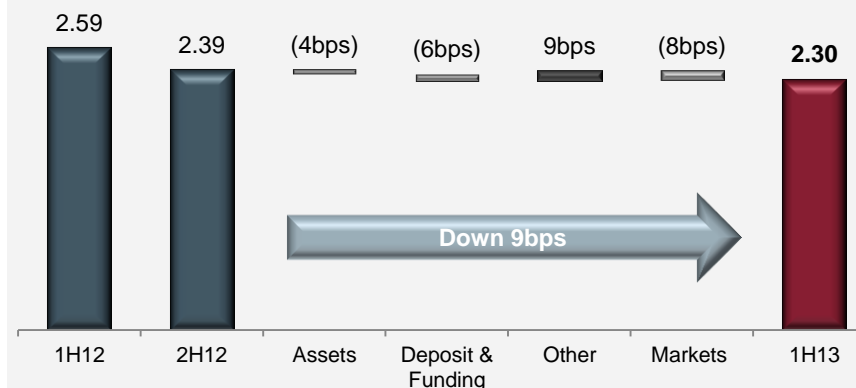 2.59
2.39
(4bps)
(6bps)
9bps
(8bps)
2.30
Down 9bps
1H12
2H12
Assets
Deposit &
Funding
Other
Markets
1H13